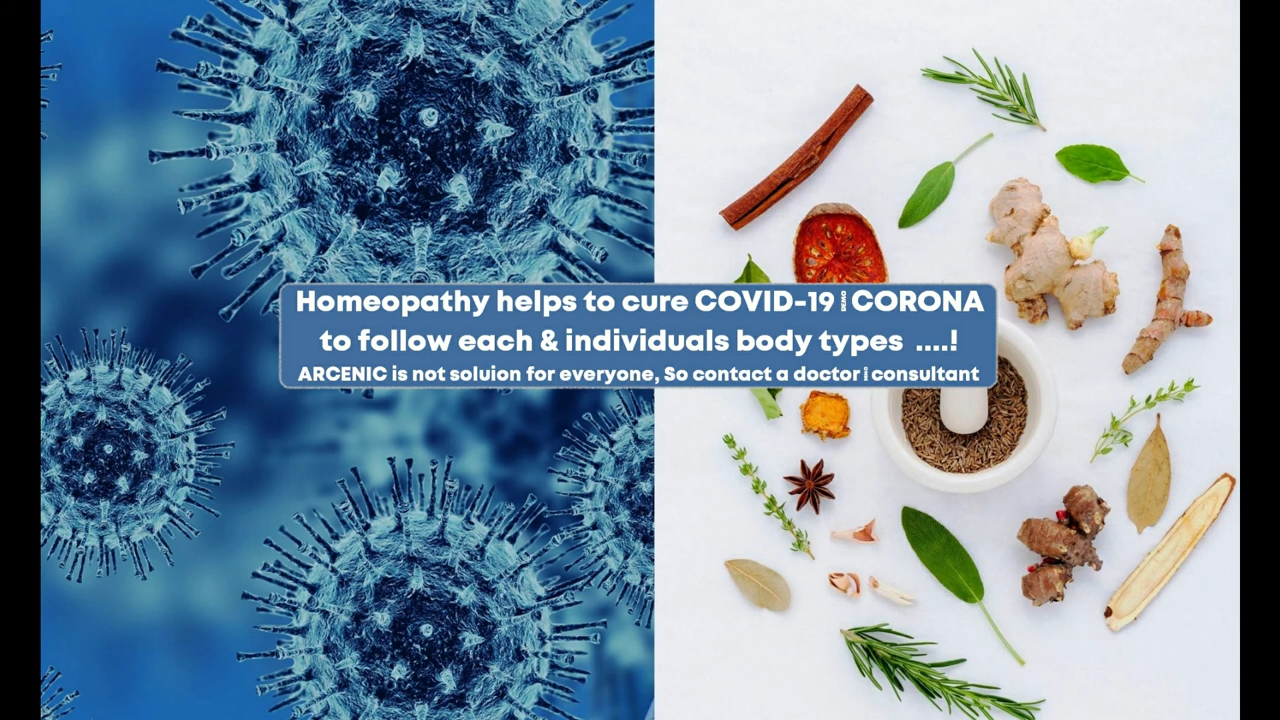 Homeopathy helps to cure COVID-19 CORONA
to follow each & individuals body types ....!
ARCENIC is not soluion for everyone, So contact a doctor consultant